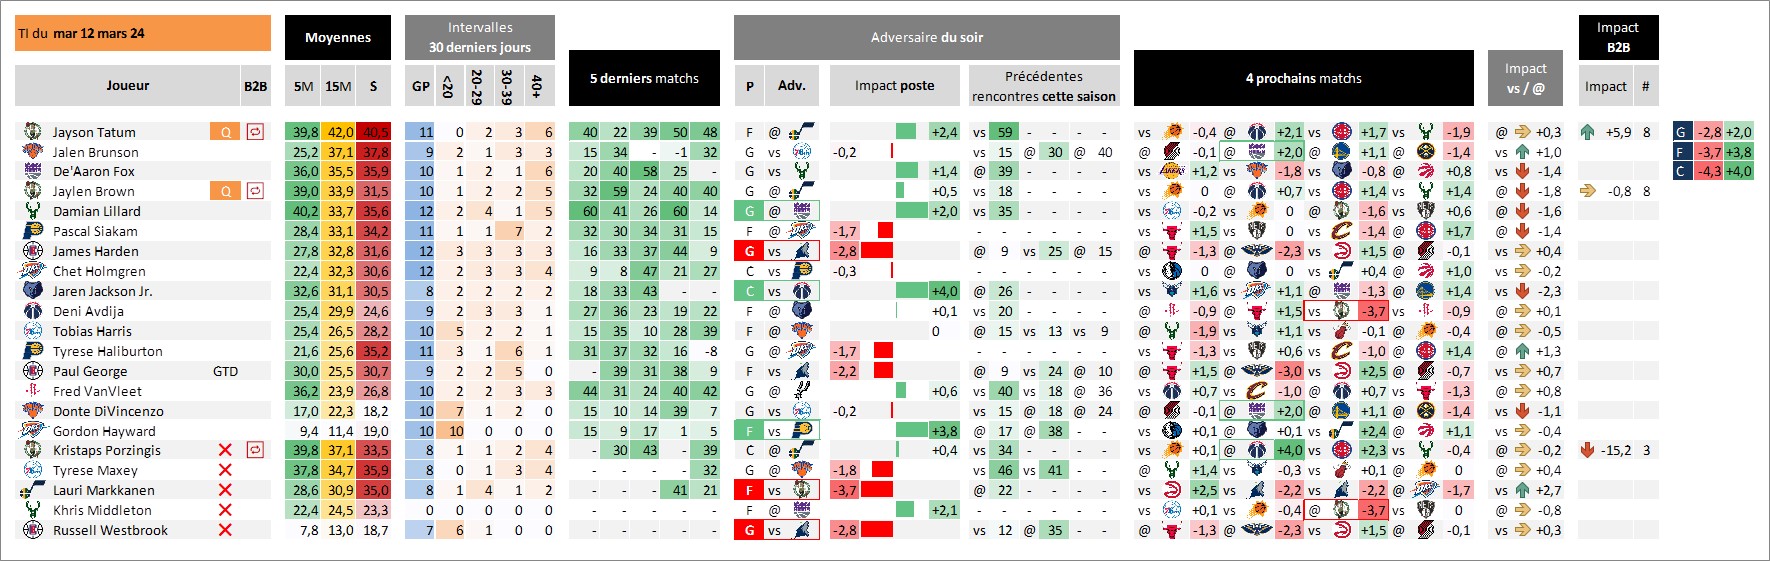 TI du mar 12 mars 24
Moyennes
Intervalles
30 derniers jours
5 derniers matchs
Adversaire du soir
4 prochains matchs
Impact
vs / @
Impact
B2B
Joueur B2B 5M 15M S GP <20 20-29 30-39 40+ P Adv. Impact poste Précédentes
rencontres cette saison
Impact #
Jayson Tatum Q 39,8 42,0 40,5 11 0 2 3 6 40 22 39 50 48 F @ +2,4 vs 59 - - - - vs -0,4 @ +2,1 vs +1,7 vs -1,9 @ +0,3 +5,9 8 G -2,8 +2,0
Jalen Brunson 25,2 37,1 37,8 9 2 1 3 3 15 34 - -1 32 G vs -0,2 vs 15 @ 30 @ 40 @ -0,1 @ +2,0 @ +1,1 @ -1,4 vs +1,0 F -3,7 +3,8
De'Aaron Fox 36,0 35,5 35,9 10 1 2 1 6 20 40 58 25 - G vs +1,4 @ 39 - - - - vs +1,2 vs -1,8 @ -0,8 @ +0,8 vs -1,4 C -4,3 +4,0
Jaylen Brown Q 39,0 33,9 31,5 10 1 2 2 5 32 59 24 40 40 G @ +0,5 vs 18 - - - - vs 0 @ +0,7 vs +1,4 vs +1,4 @ -1,8 -0,8 8
Damian Lillard 40,2 33,7 35,6 12 2 4 1 5 60 41 26 60 14 G @ +2,0 vs 35 - - - - vs -0,2 vs 0 @ -1,6 vs +0,6 @ -1,6
Pascal Siakam 28,4 33,1 34,2 11 1 1 7 2 32 30 34 31 15 F @ -1,7 - - - - - vs +1,5 vs 0 vs -1,4 @ +1,7 @ +0,2
James Harden 27,8 32,8 31,6 12 3 3 3 3 16 33 37 44 9 G vs -2,8 @ 9 vs 25 @ 15 @ -1,3 @ -2,3 vs +1,5 @ -0,1 vs +0,4
Chet Holmgren 22,4 32,3 30,6 12 2 3 3 4 9 8 47 21 27 C vs -0,3 - - - - - vs 0 @ 0 vs +0,4 @ +1,0 vs -0,2
Jaren Jackson Jr. 32,6 31,1 30,5 8 2 2 2 2 18 33 43 - - C vs +4,0 @ 26 - - - - vs +1,6 vs +1,1 @ -1,3 @ +1,4 vs -2,3
Deni Avdija 25,4 29,9 24,6 9 2 3 3 1 27 36 23 19 22 F @ +0,1 vs 20 - - - - @ -0,9 @ +1,5 vs -3,7 vs -0,9 @ +0,1
Tobias Harris 25,4 26,5 28,2 10 5 2 2 1 15 35 10 28 39 F @ 0 @ 15 vs 13 vs 9 @ -1,9 vs +1,1 vs -0,1 @ -0,4 @ -0,5
Tyrese Haliburton 21,6 25,6 35,2 11 3 1 6 1 31 37 32 16 -8 G @ -1,7 - - - - - vs -1,3 vs +0,6 vs -1,0 @ +1,4 @ +1,3
Paul George GTD 30,0 25,5 30,7 9 2 2 5 0 - 39 31 38 9 F vs -2,2 @ 9 vs 24 @ 10 @ +1,5 @ -3,0 vs +2,5 @ -0,7 vs +0,2
Fred VanVleet 36,2 23,9 26,8 10 2 3 3 2 44 31 24 40 42 G @ +0,6 vs 40 vs 18 @ 36 vs +0,7 vs -1,0 @ +0,7 vs -1,3 @ +0,8
Donte DiVincenzo 17,0 22,3 18,2 10 7 1 2 0 15 10 14 39 7 G vs -0,2 vs 15 @ 18 @ 24 @ -0,1 @ +2,0 @ +1,1 @ -1,4 vs -1,1
Gordon Hayward 9,4 11,4 19,0 10 10 0 0 0 15 9 17 1 5 F vs +3,8 @ 17 @ 38 - - vs +0,1 @ +0,1 vs +2,4 @ +1,1 vs -0,4
Kristaps Porzingis 39,8 37,1 33,5 8 1 1 2 4 - 30 43 - 39 C @ +0,4 vs 34 - - - - vs -0,1 @ +4,0 vs +2,3 vs -0,4 @ -0,2 -15,2 3
Tyrese Maxey 37,8 34,7 35,9 8 0 1 3 4 - - - - 32 G @ -1,8 vs 46 vs 41 - - @ +1,4 vs -0,3 vs +0,1 @ 0 @ +0,4
Lauri Markkanen 28,6 30,9 35,0 8 1 4 1 2 - - - 41 21 F vs -3,7 @ 22 - - - - vs +2,5 vs -2,2 vs -2,2 @ -1,7 vs +2,7
Khris Middleton 22,4 24,5 23,3 0 0 0 0 0 - - - - - F @ +2,1 - - - - - vs +0,1 vs -0,4 @ -3,7 vs -0,6 @ -0,8
Russell Westbrook 7,8 13,0 18,7 7 6 1 0 0 - - - - - G vs -2,8 vs 12 @ 35 - - @ -1,3 @ -2,3 vs +1,5 @ -0,1 vs +0,3